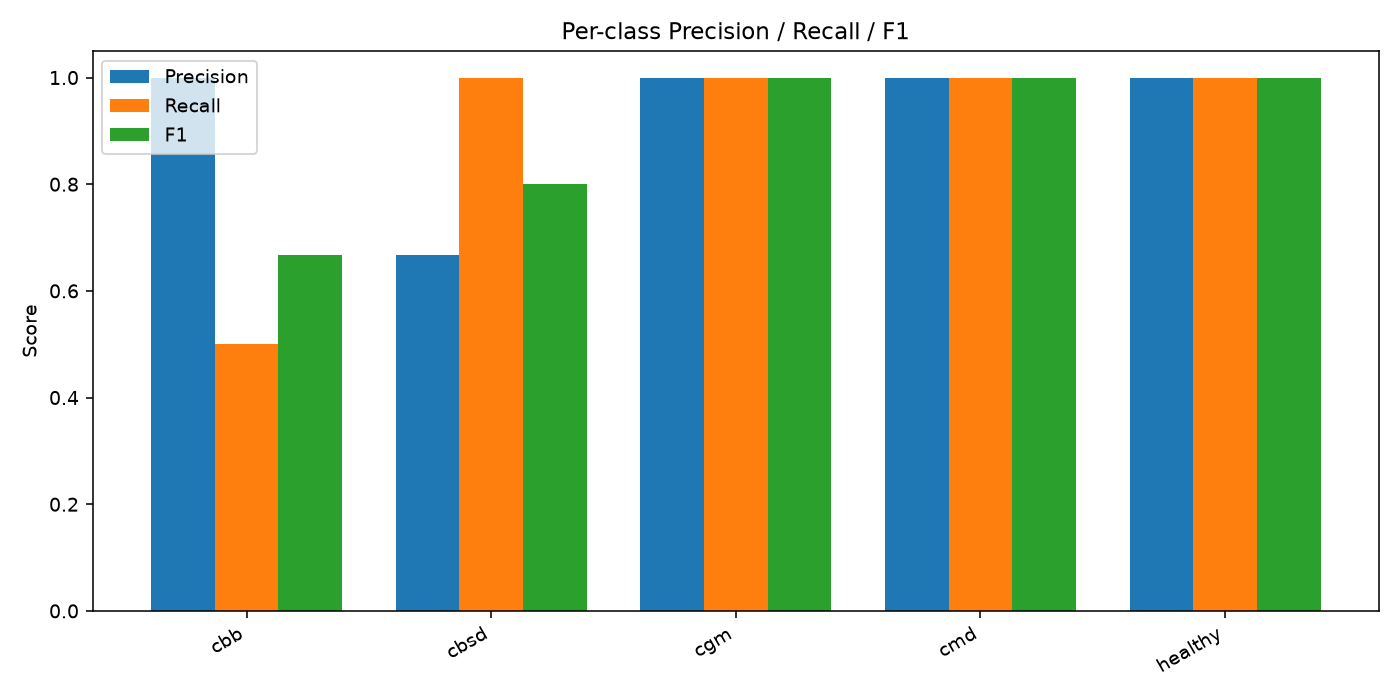 Per-class Precision / Recall / F1
Precision
Recall
F1
1.0
0.8
0.6
0.4
0.2
0.0
Score
cbb
cbsd
cgm
cmd
healthy